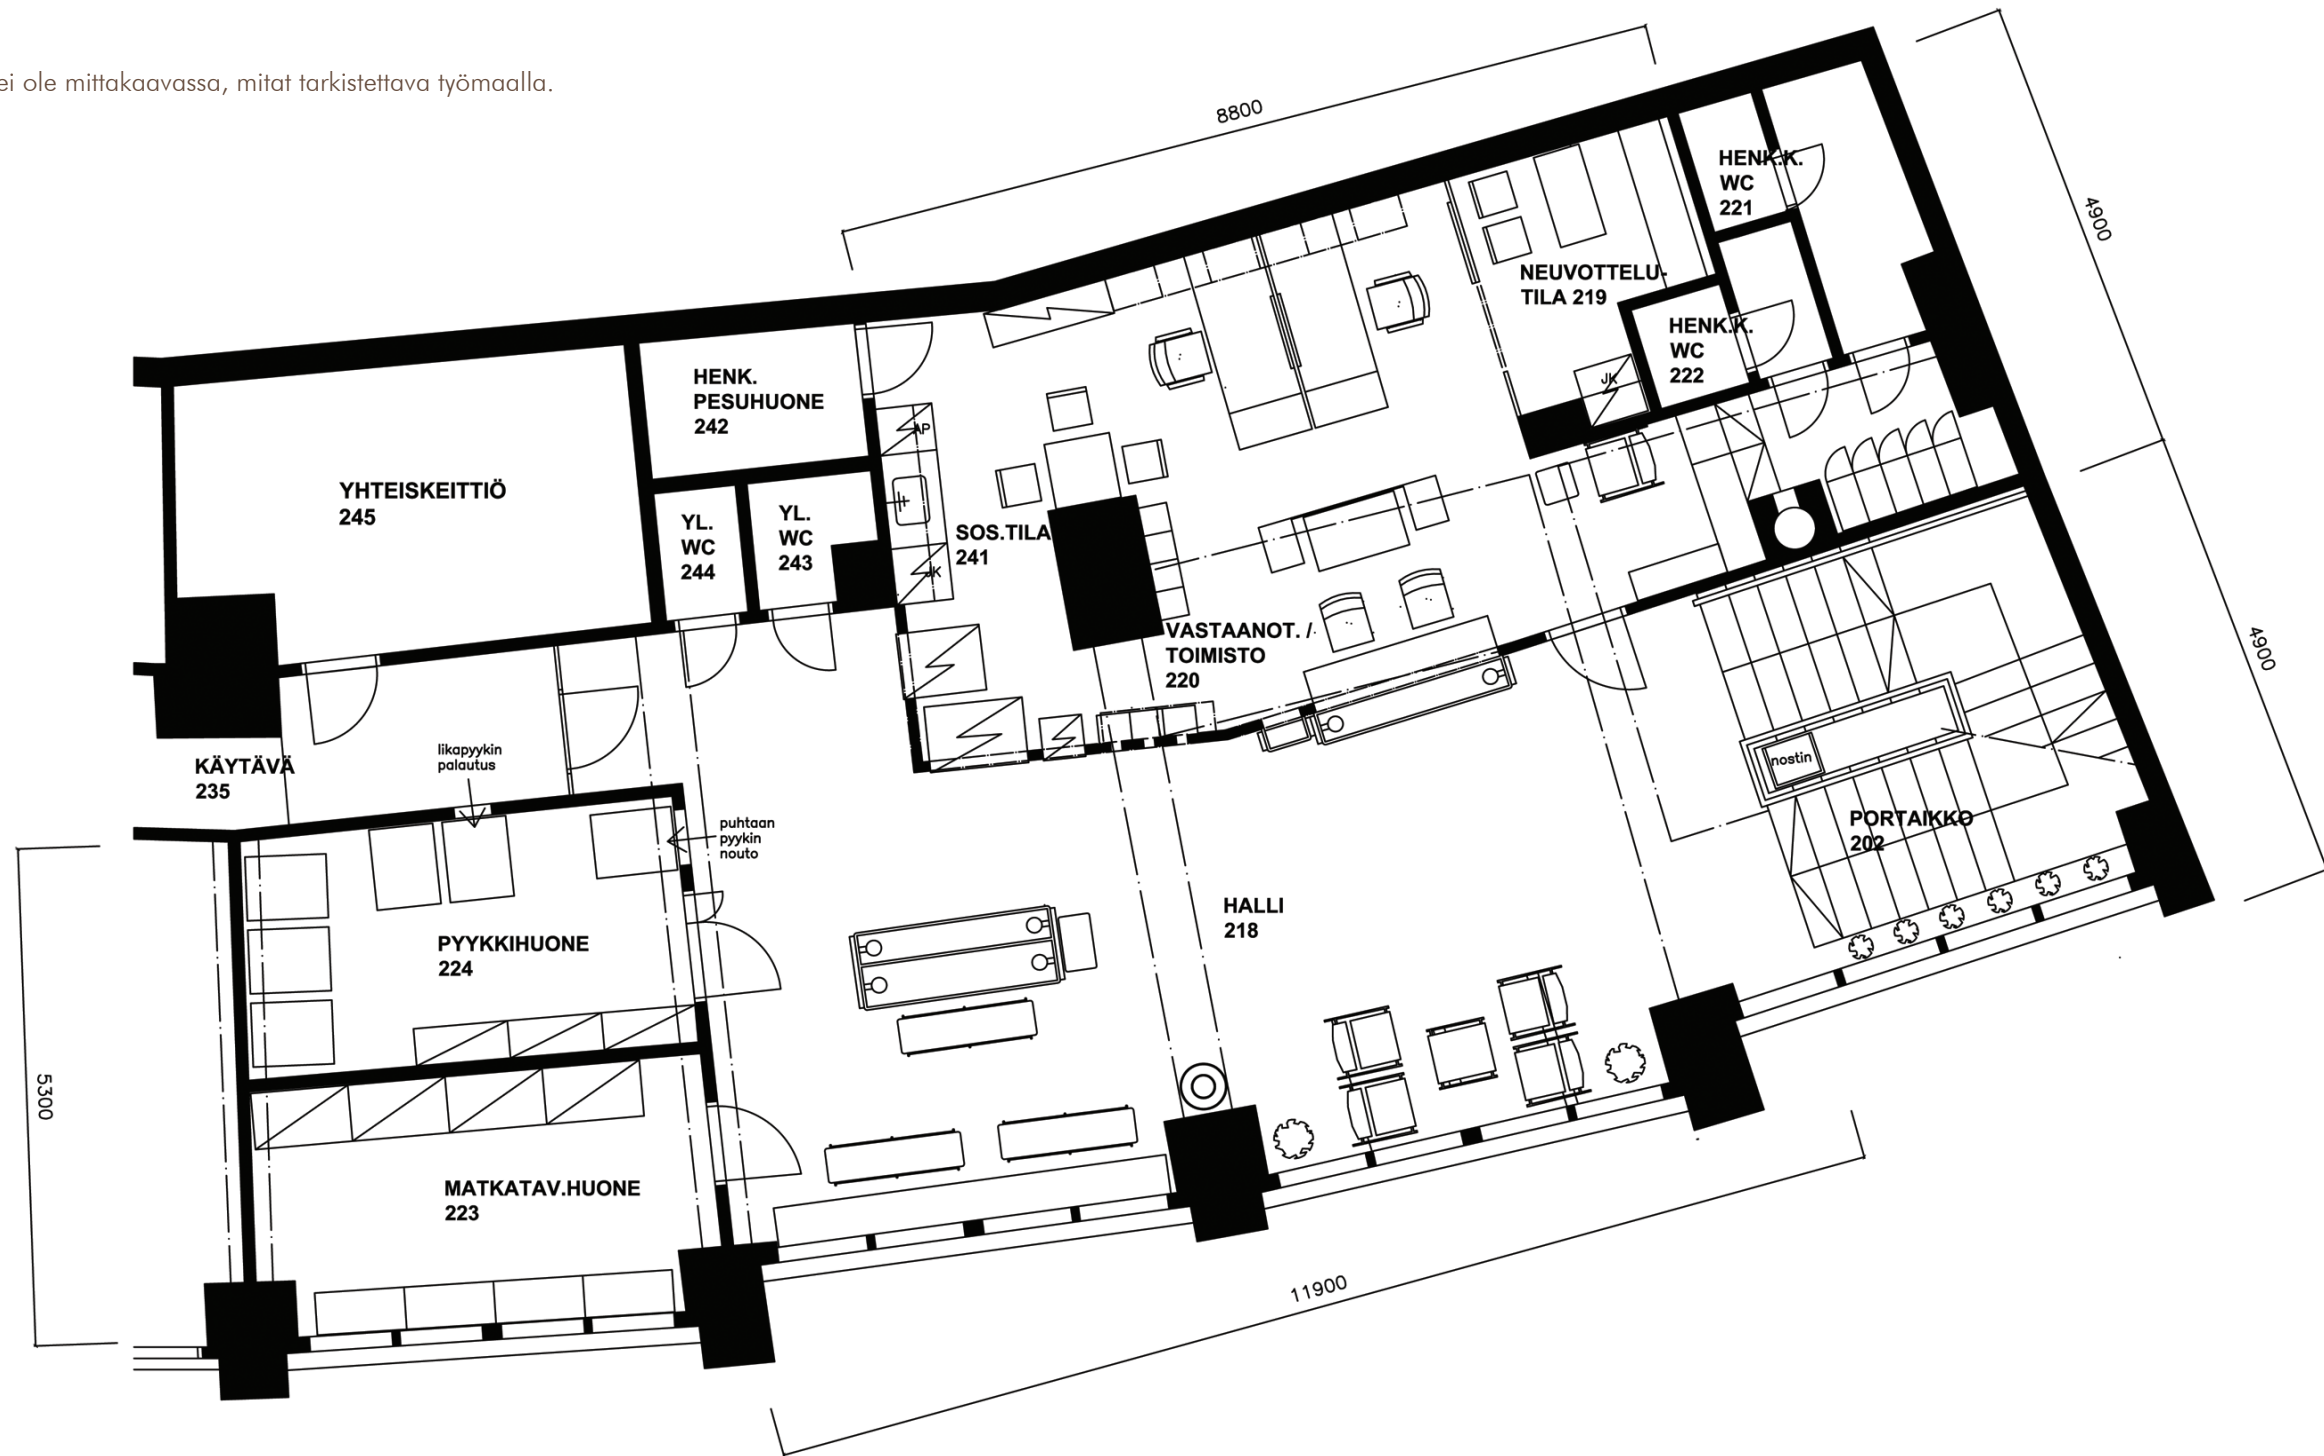 ei ole mittakaavassa, mitat tarkistettava työmaalla.
8800
4900
HENK.K.
WC
221
NEUVOTTELU-
TILA 219
HENK.K.
WC
222
JK
HENK.
PESUHUONE
242
AP
YHTEISKEITTIÖ
245
YL.
WC
244
YL.
WC
243
SOS.TILA
241
JK
VASTAANOT. /
TOIMISTO
220
4900
KÄYTÄVÄ
235
likapyykin
palautus
puhtaan
pyykin
nouto
nostin
PORTAIKKO
202
HALLI
218
PYYKKIHUONE
224
5300
MATKATAV.HUONE
223
11900